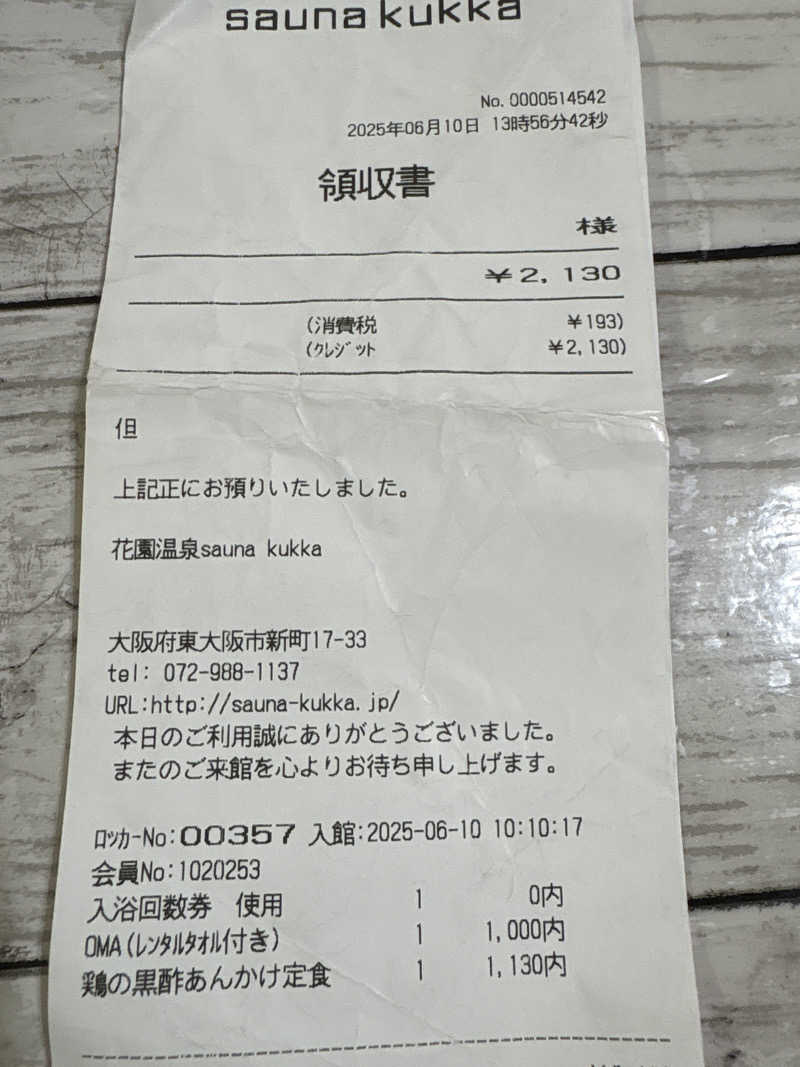 sauna kukka
No. 0000514542
2025年06月10日 13時56分42秒
領収書
様
￥2,130
(消費税 ￥193)
(ｸﾚｼﾞｯﾄ ￥2,130)
但
上記正にお預りいたしました。
花園温泉sauna kukka
大阪府東大阪市新町17-33
tel: 072-988-1137
URL:http://sauna-kukka.jp/
本日のご利用誠にありがとうございました。
またのご来館を心よりお待ち申し上げます。
ﾛｯｶｰNo:00357 入館:2025-06-10 10:10:17
会員No:1020253
入浴回数券 使用 1 0内
OMA(ﾚﾝﾀﾙﾀｵﾙ付き) 1 1,000内
鶏の黒酢あんかけ定食 1 1,130内